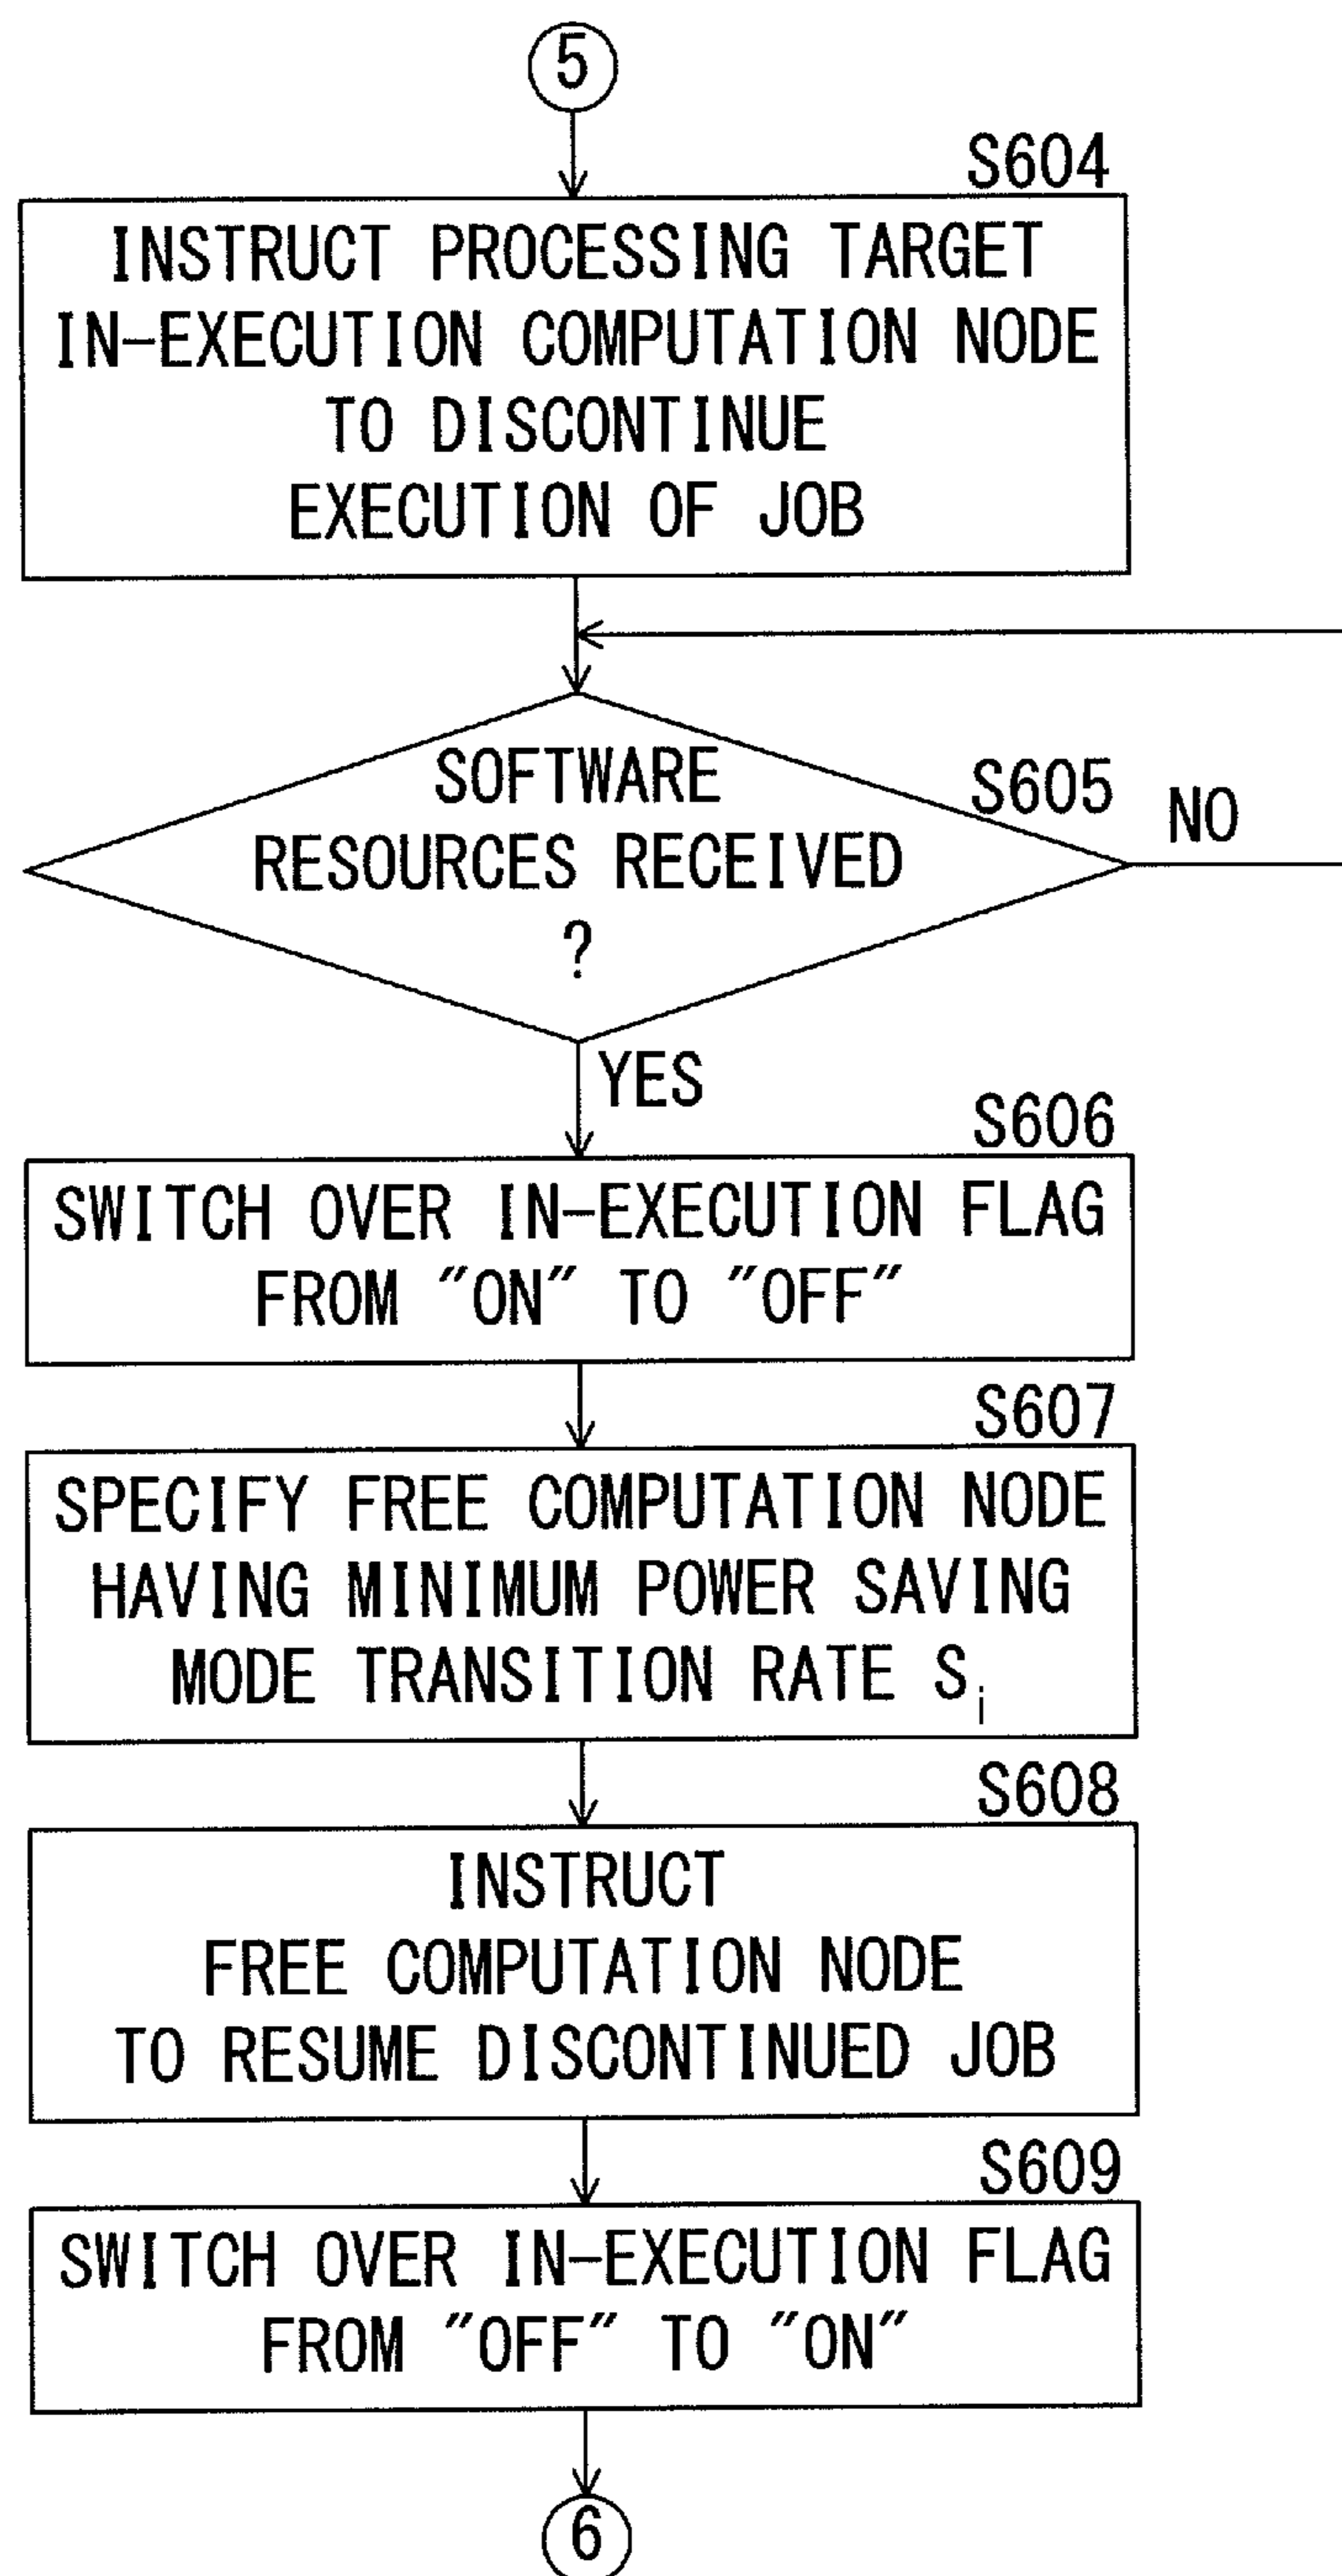 5
S604
INSTRUCT PROCESSING TARGET
IN-EXECUTION COMPUTATION NODE
TO DISCONTINUE
EXECUTION OF JOB
SOFTWARE
RESOURCES RECEIVED
?
S605
NO
YES
S606
SWITCH OVER IN-EXECUTION FLAG
FROM "ON" TO "OFF"
S607
SPECIFY FREE COMPUTATION NODE
HAVING MINIMUM POWER SAVING
MODE TRANSITION RATE Si
S608
INSTRUCT
FREE COMPUTATION NODE
TO RESUME DISCONTINUED JOB
S609
SWITCH OVER IN-EXECUTION FLAG
FROM "OFF" TO "ON"
6